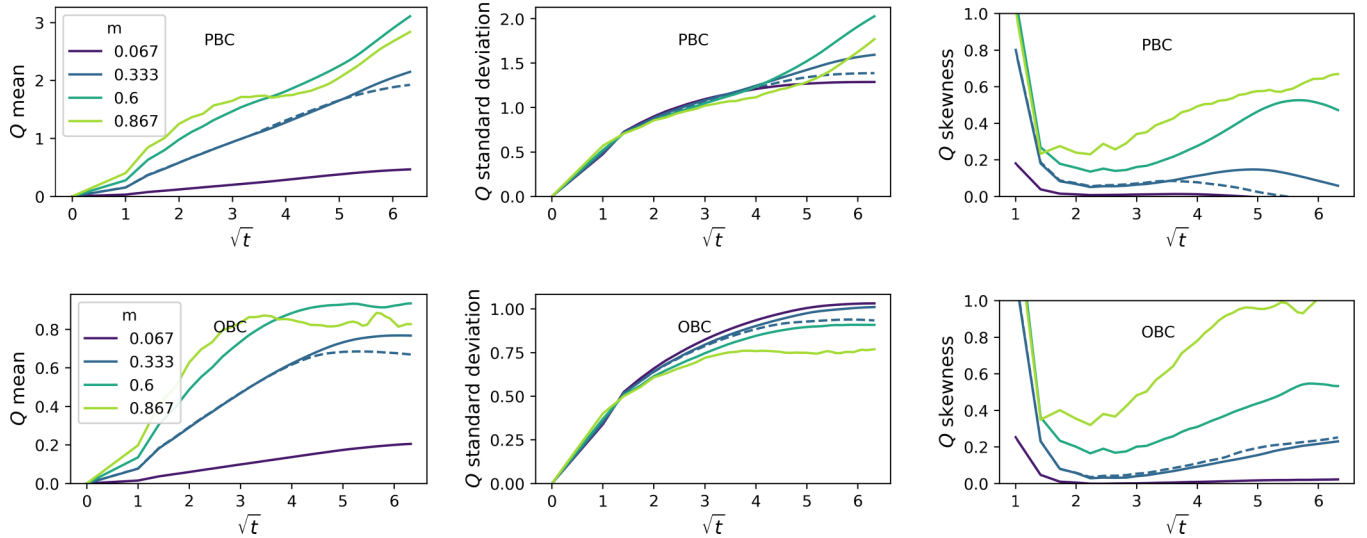 3
2
1
0
Q mean
m
0.067
0.333
0.6
0.867
PBC
0 1 2 3 4 5 6
√t
2.0
1.5
1.0
0.5
0.0
Q standard deviation
PBC
0 1 2 3 4 5 6
√t
1.0
0.8
0.6
0.4
0.2
0.0
Q skewness
PBC
1 2 3 4 5 6
√t
0.8
0.6
0.4
0.2
0.0
Q mean
m
0.067
0.333
0.6
0.867
OBC
0 1 2 3 4 5 6
√t
1.00
0.75
0.50
0.25
0.00
Q standard deviation
OBC
0 1 2 3 4 5 6
√t
1.0
0.8
0.6
0.4
0.2
0.0
Q skewness
OBC
1 2 3 4 5 6
√t